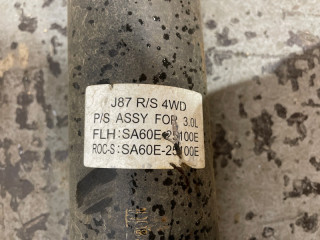 J87 R/S 4WD
P/S ASSY FOR 3.0L
FLH:SA60E-25100E
ROC-S:SA60E-25100E